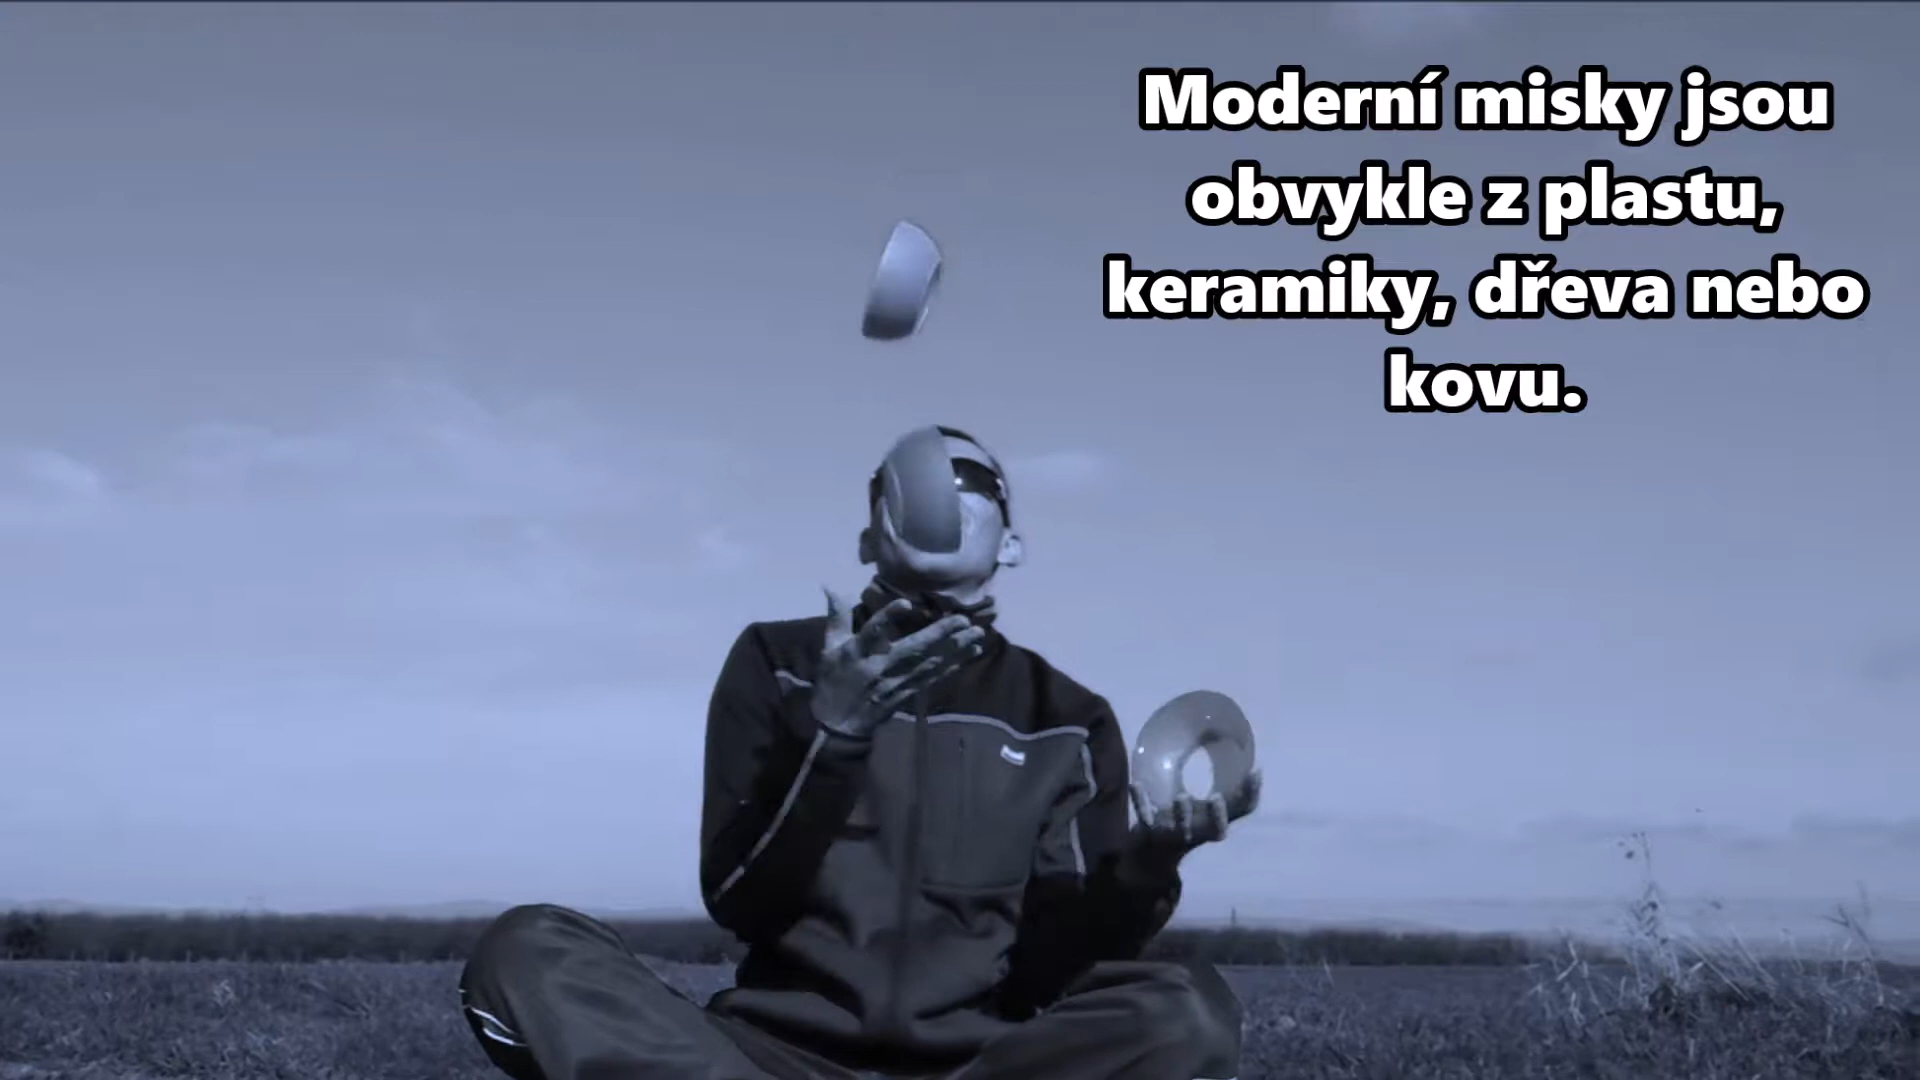 Moderní misky jsou
obvykle z plastu,
keramiky, dřeva nebo
kovu.